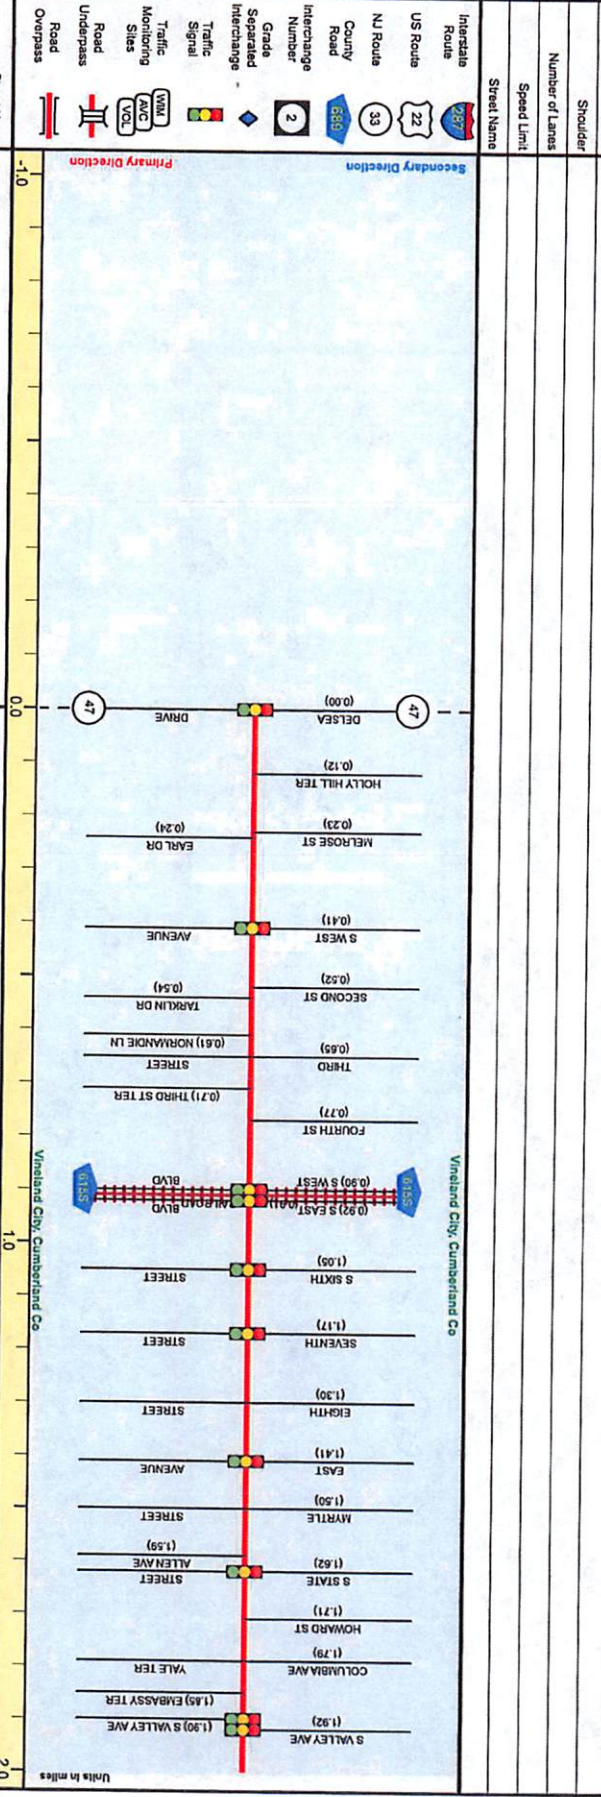 Street Name
Speed Limit
Number of Lanes
Shoulder
Interstate
Route
287
US Route
22
NJ Route
33
County
Road
689
Interchange
Number
2
Grade
Separated
Interchange
Traffic
Signal
Traffic
Monitoring
Sites
WIM
AVC
VOL
Road
Underpass
Road
Overpass
Secondary Direction
Primary Direction
47
DELSEA
(0.00)
DRIVE
47
HOLLY HILL TER
(0.12)
MELROSE ST
(0.23)
EARL DR
(0.24)
S WEST
(0.41)
AVENUE
SECOND ST
(0.52)
TARKLIN DR
(0.54)
(0.61) NORMANDIE LN
THIRD
(0.65)
STREET
(0.71) THIRD ST TER
FOURTH ST
(0.77)
Vineland City, Cumberland Co
Vineland City, Cumberland Co
615S
(0.90) S WEST
BLVD
(0.92) S EAST
BLVD
615S
S SIXTH
(1.05)
STREET
SEVENTH
(1.17)
STREET
EIGHTH
(1.30)
STREET
EAST
(1.41)
AVENUE
MYRTLE
(1.50)
STREET
ALLEN AVE
(1.59)
S STATE
(1.62)
STREET
HOWARD ST
(1.71)
COLUMBIA AVE
(1.79)
YALE TER
(1.85) EMBASSY TER
(1.90) S VALLEY AVE
S VALLEY AVE
(1.92)
Units in miles
-1.0
0.0
1.0
2.0